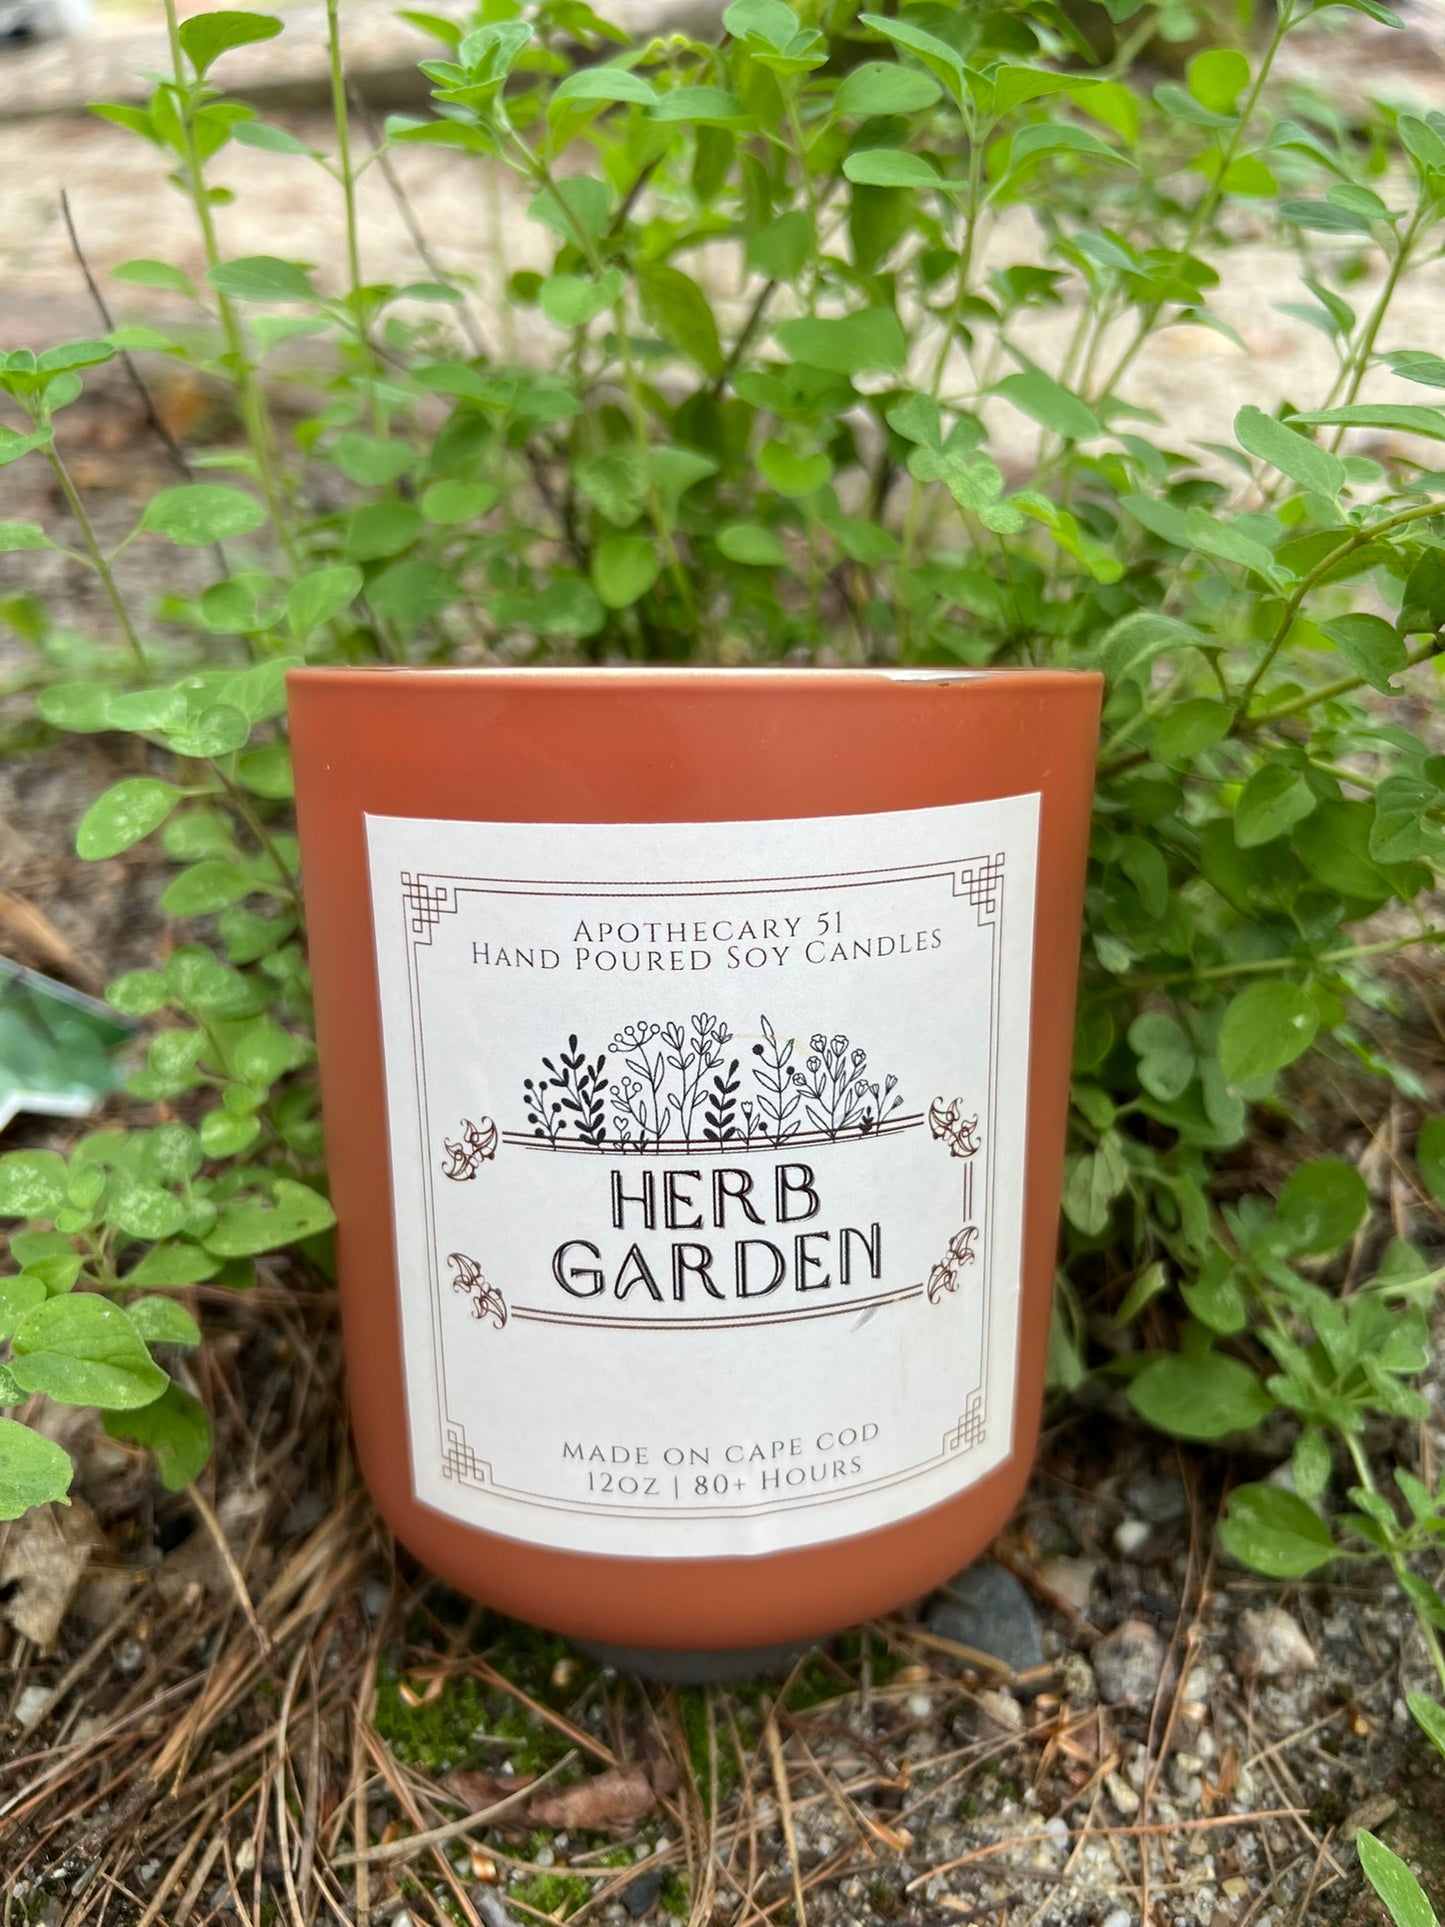 Apothecary 51
Hand Poured Soy Candles
HERB
GARDEN
MADE ON CAPE COD
12OZ | 80+ HOURS